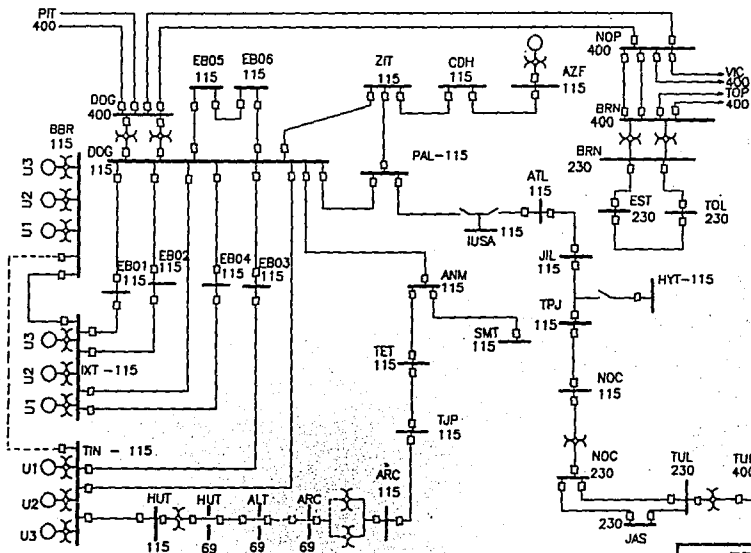 PIT
400
EB05
115
EB06
115
ZIT
115
CDH
115
AZF
115
NOP
400
VIC
400
TOP
400
DDG
400
BRN
400
BBR
115
DDG
115
PAL-115
BRN
230
U3
U2
U1
ATL
115
EST
230
TOL
230
IUSA
115
JIL
115
EB01
115
EB02
115
EB04
115
EB03
115
ANM
115
HYT-115
TPJ
115
SMT
115
U3
U2
U1
IXT-115
TET
115
NOC
115
TJP
115
TIN - 115
U1
U2
U3
NOC
230
TUL
230
400
HUT
115
HUT
69
ALT
69
ARC
69
ARC
115
230
JAS